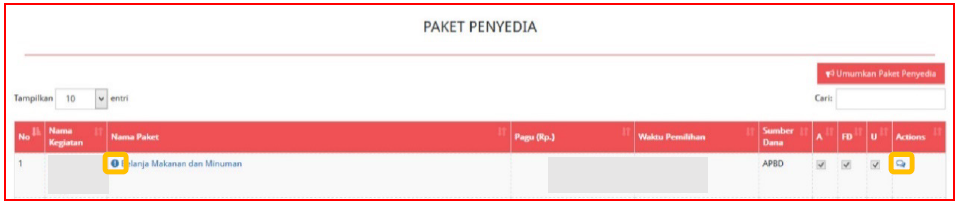 PAKET PENYEDIA
Umumkan Paket Penyedia
Tampilkan 10 entri
Cari:
No Nama Kegiatan Nama Paket Pagu (Rp.) Waktu Pemilihan Sumber Dana A FD U Actions
1 Belanja Makanan dan Minuman APBD